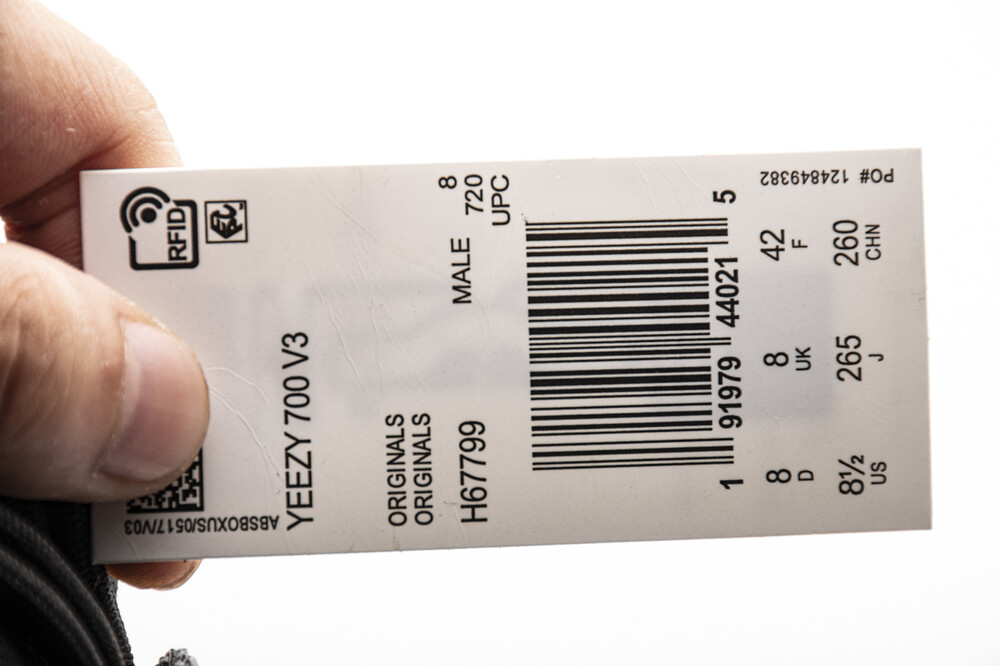 RFID
ABSBOXUS/0517/V03
YEEZY 700 V3
ORIGINALS
ORIGINALS
H67799 MALE 8
720
UPC
1 91979 44021 5
8 8 42
D UK F
8½ 265 260
US J CHN
PO# 124849382